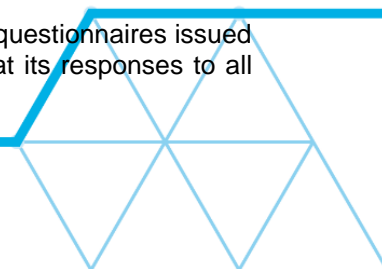 questionnaires issued
at its responses to all